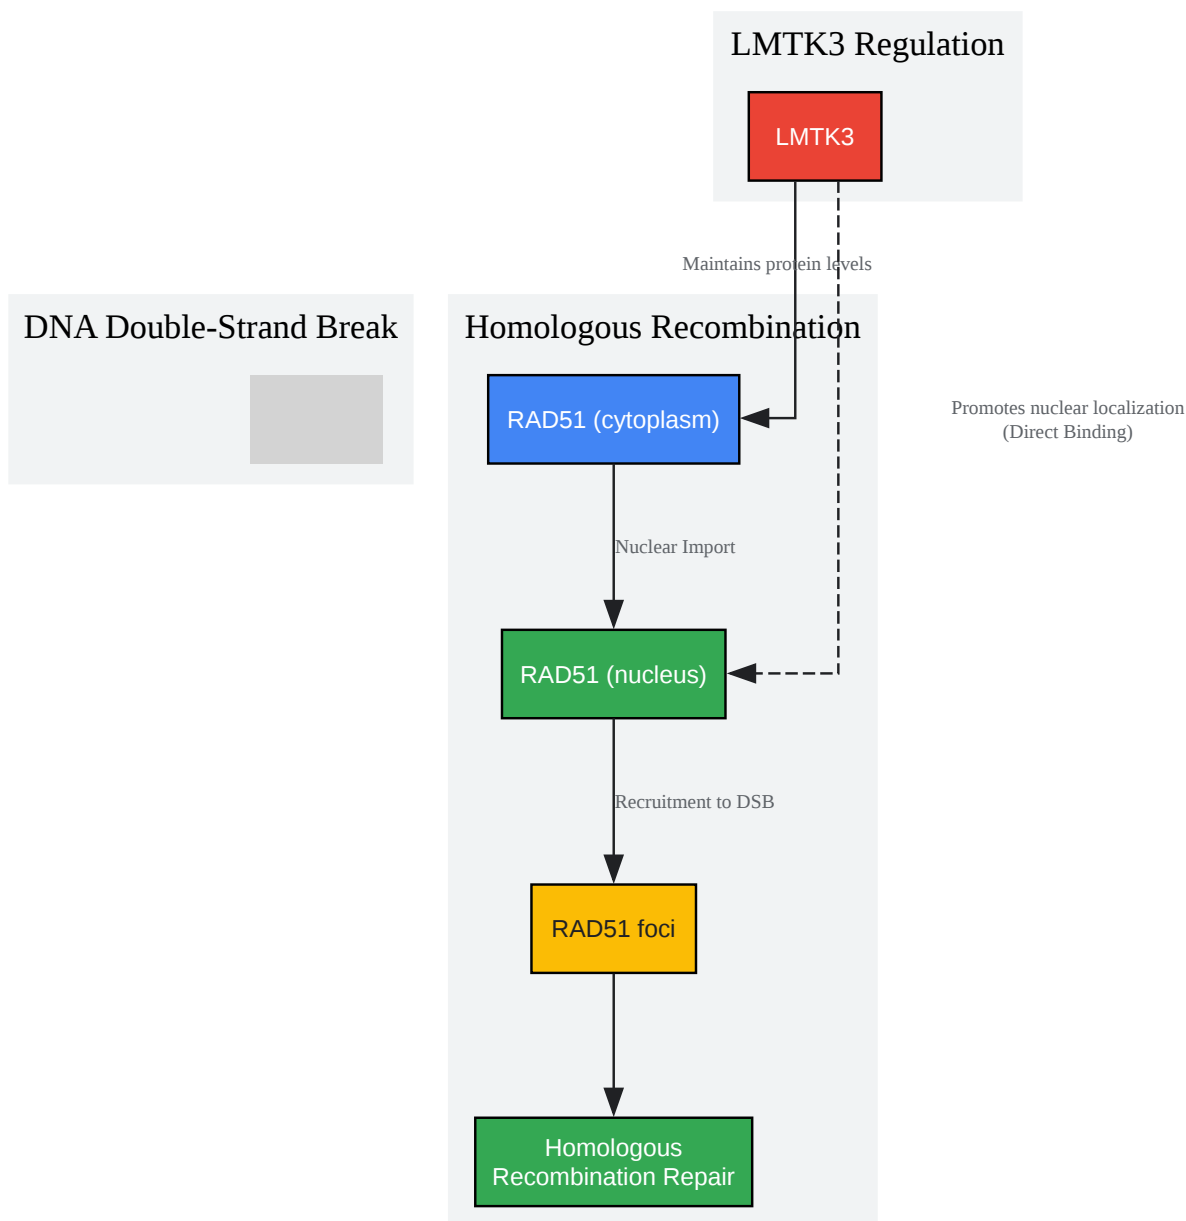 LMTK3 Regulation
LMTK3
Maintains protein levels
DNA Double-Strand Break
Homologous Recombination
RAD51 (cytoplasm)
Promotes nuclear localization
(Direct Binding)
Nuclear Import
RAD51 (nucleus)
Recruitment to DSB
RAD51 foci
Homologous
Recombination Repair